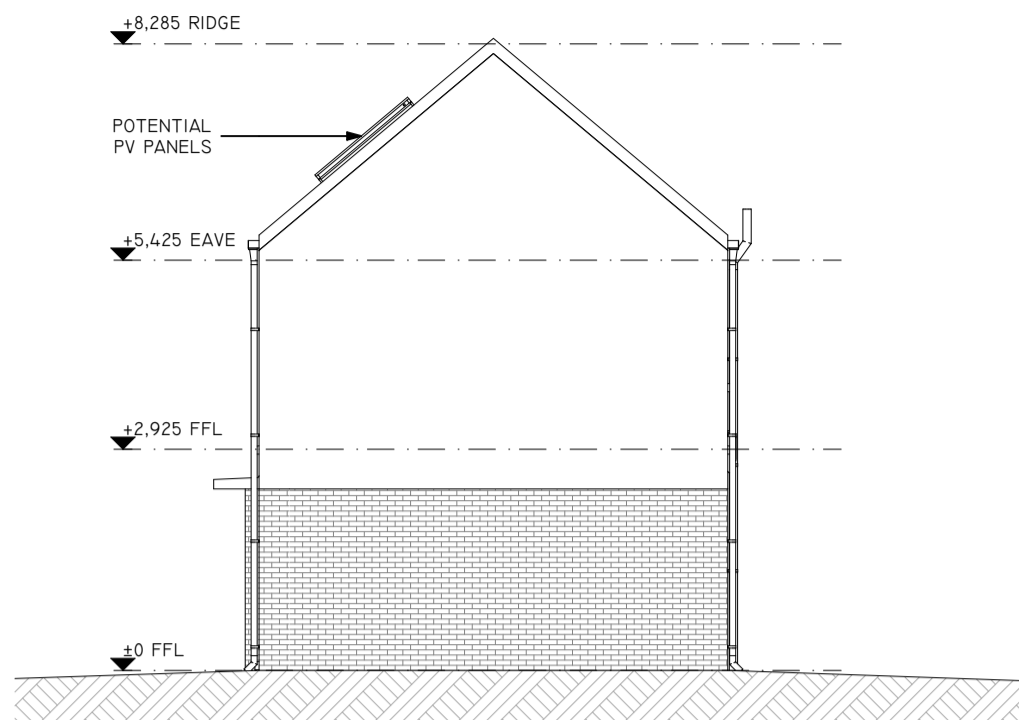 +8,285 RIDGE
POTENTIAL
PV PANELS
+5,425 EAVE
+2,925 FFL
±0 FFL